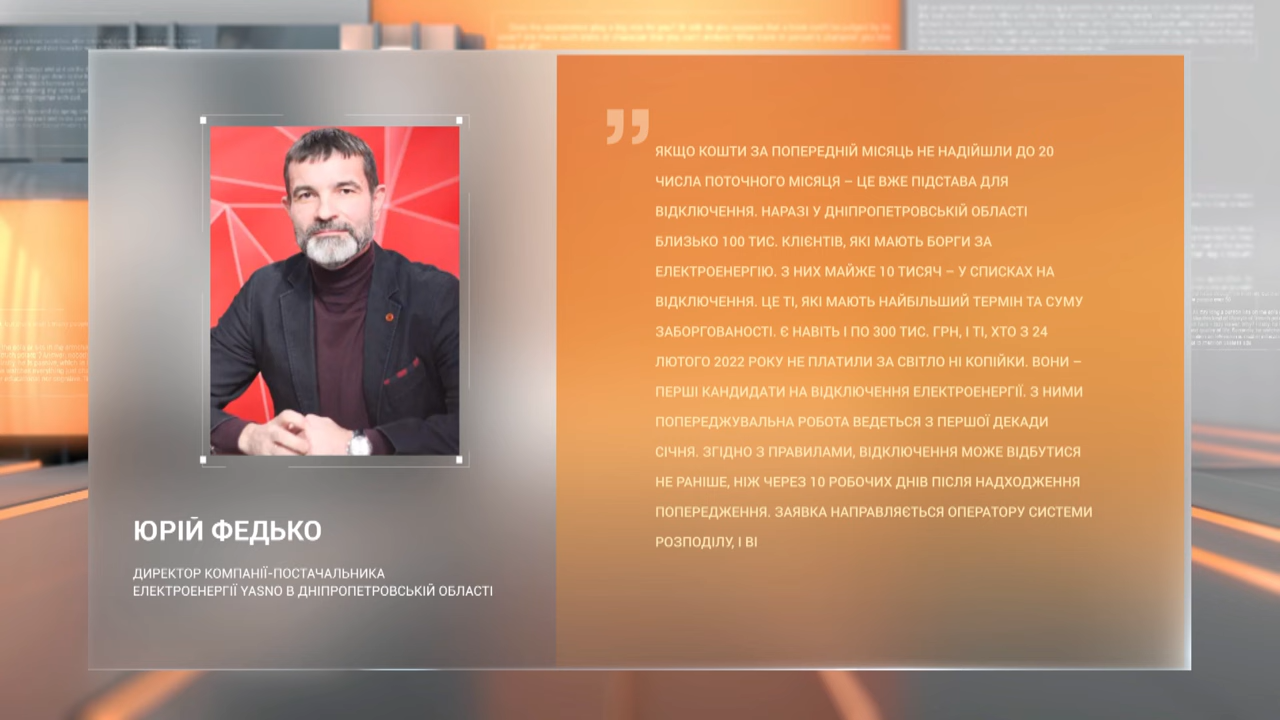 ЯКЩО КОШТИ ЗА ПОПЕРЕДНІЙ МІСЯЦЬ НЕ НАДІЙШЛИ ДО 20
ЧИСЛА ПОТОЧНОГО МІСЯЦЯ – ЦЕ ВЖЕ ПІДСТАВА ДЛЯ
ВІДКЛЮЧЕННЯ. НАРАЗІ У ДНІПРОПЕТРОВСЬКІЙ ОБЛАСТІ
БЛИЗЬКО 100 ТИС. КЛІЄНТІВ, ЯКІ МАЮТЬ БОРГИ ЗА
ЕЛЕКТРОЕНЕРГІЮ. З НИХ МАЙЖЕ 10 ТИСЯЧ – У СПИСКАХ НА
ВІДКЛЮЧЕННЯ. ЦЕ ТІ, ЯКІ МАЮТЬ НАЙБІЛЬШИЙ ТЕРМІН ТА СУМУ
ЗАБОРГОВАНОСТІ. Є НАВІТЬ І ПО 300 ТИС. ГРН, І ТІ, ХТО З 24
ЛЮТОГО 2022 РОКУ НЕ ПЛАТИЛИ ЗА СВІТЛО НІ КОПІЙКИ. ВОНИ –
ПЕРШІ КАНДИДАТИ НА ВІДКЛЮЧЕННЯ ЕЛЕКТРОЕНЕРГІЇ. З НИМИ
ПОПЕРЕДЖУВАЛЬНА РОБОТА ВЕДЕТЬСЯ З ПЕРШОЇ ДЕКАДИ
СІЧНЯ. ЗГІДНО З ПРАВИЛАМИ, ВІДКЛЮЧЕННЯ МОЖЕ ВІДБУТИСЯ
НЕ РАНІШЕ, НІЖ ЧЕРЕЗ 10 РОБОЧИХ ДНІВ ПІСЛЯ НАДХОДЖЕННЯ
ПОПЕРЕДЖЕННЯ. ЗАЯВКА НАПРАВЛЯЄТЬСЯ ОПЕРАТОРУ СИСТЕМИ
РОЗПОДІЛУ, І ВІ
ЮРІЙ ФЕДЬКО
ДИРЕКТОР КОМПАНІЇ-ПОСТАЧАЛЬНИКА
ЕЛЕКТРОЕНЕРГІЇ YASNO В ДНІПРОПЕТРОВСЬКІЙ ОБЛАСТІ